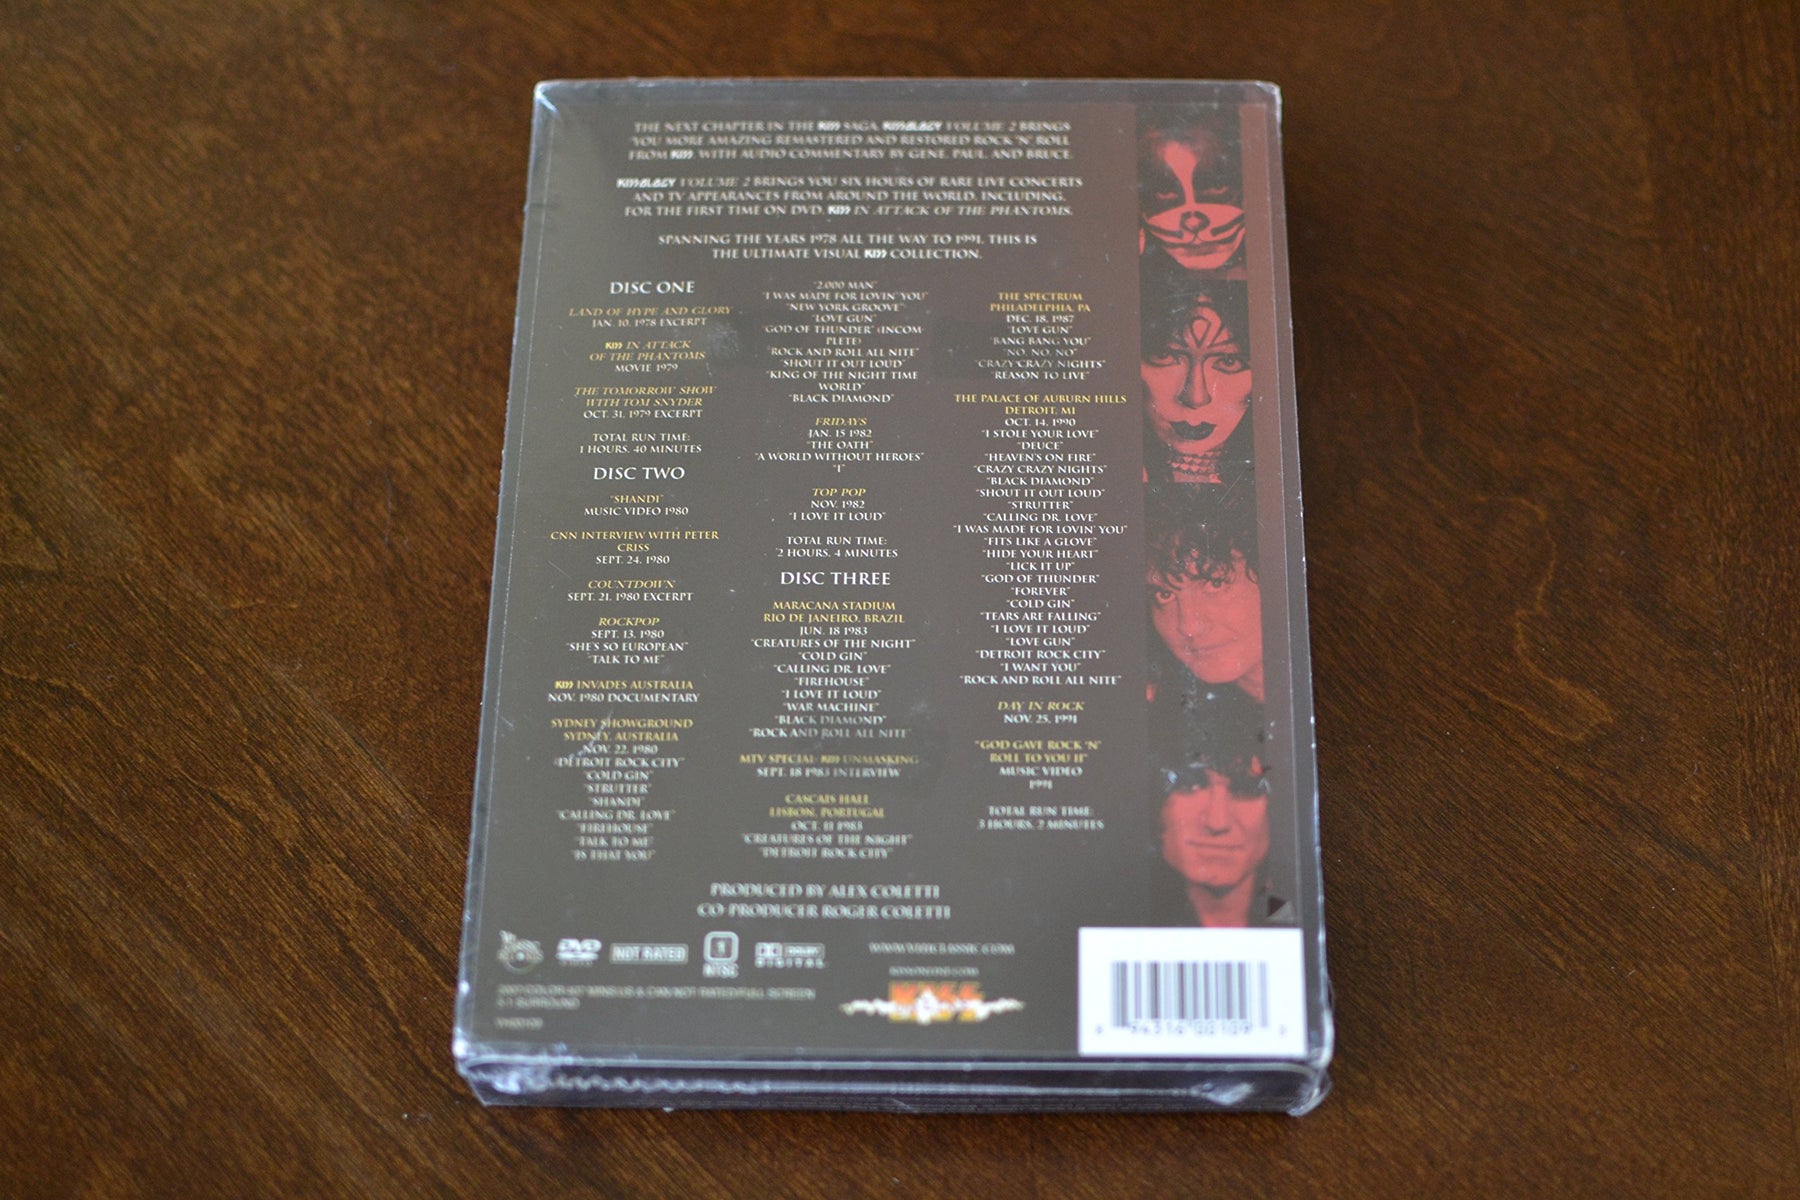 THE NEXT CHAPTER IN THE KISS SAGA. KISSOLOGY VOLUME 2 BRINGS
YOU MORE AMAZING REMASTERED AND RESTORED ROCK 'N' ROLL
FROM KISS. WITH AUDIO COMMENTARY BY GENE, PAUL, AND BRUCE.
KISSOLOGY VOLUME 2 BRINGS YOU SIX HOURS OF RARE LIVE CONCERTS
AND TV APPEARANCES FROM AROUND THE WORLD, INCLUDING,
FOR THE FIRST TIME ON DVD, KISS IN ATTACK OF THE PHANTOMS.
SPANNING THE YEARS 1978 ALL THE WAY TO 1991, THIS IS
THE ULTIMATE VISUAL KISS COLLECTION.
DISC ONE
LAND OF HYPE AND GLORY
JAN. 10, 1978 EXCERPT
KISS IN ATTACK
OF THE PHANTOMS
MOVIE 1979
THE TOMORROW SHOW
WITH TOM SNYDER
OCT. 31, 1979 EXCERPT
TOTAL RUN TIME:
1 HOURS, 40 MINUTES
DISC TWO
"SHANDI"
MUSIC VIDEO 1980
CNN INTERVIEW WITH PETER
CRISS
SEPT. 24, 1980
COUNTDOWN
SEPT. 21, 1980 EXCERPT
ROCKPOP
SEPT. 13, 1980
"SHE'S SO EUROPEAN"
"TALK TO ME"
KISS INVADES AUSTRALIA
NOV. 1980 DOCUMENTARY
SYDNEY SHOWGROUND
SYDNEY, AUSTRALIA
NOV. 22, 1980
"DETROIT ROCK CITY"
"COLD GIN"
"STRUTTER"
"SHANDI"
"CALLING DR. LOVE"
"FIREHOUSE"
"TALK TO ME"
"IS THAT YOU"
"2,000 MAN"
"I WAS MADE FOR LOVIN' YOU"
"NEW YORK GROOVE"
"LOVE GUN"
"GOD OF THUNDER" (INCOM-
PLETE)
"ROCK AND ROLL ALL NITE"
"SHOUT IT OUT LOUD"
"KING OF THE NIGHT TIME
WORLD"
"BLACK DIAMOND"
FRIDAYS
JAN. 15 1982
"THE OATH"
"A WORLD WITHOUT HEROES"
"I"
TOP POP
NOV. 1982
"I LOVE IT LOUD"
TOTAL RUN TIME:
2 HOURS, 4 MINUTES
DISC THREE
MARACANA STADIUM
RIO DE JANEIRO, BRAZIL
JUN. 18 1983
"CREATURES OF THE NIGHT"
"COLD GIN"
"CALLING DR. LOVE"
"FIREHOUSE"
"I LOVE IT LOUD"
"WAR MACHINE"
"BLACK DIAMOND"
"ROCK AND ROLL ALL NITE"
MTV SPECIAL: KISS UNMASKING
SEPT. 18 1983 INTERVIEW
CASCAIS HALL
LISBON, PORTUGAL
OCT. 11 1983
"CREATURES OF THE NIGHT"
"DETROIT ROCK CITY"
THE SPECTRUM
PHILADELPHIA, PA
DEC. 18, 1987
"LOVE GUN"
"BANG BANG YOU"
"NO, NO, NO"
"CRAZY CRAZY NIGHTS"
"REASON TO LIVE"
THE PALACE OF AUBURN HILLS
DETROIT, MI
OCT. 14, 1990
"I STOLE YOUR LOVE"
"DEUCE"
"HEAVEN'S ON FIRE"
"CRAZY CRAZY NIGHTS"
"BLACK DIAMOND"
"SHOUT IT OUT LOUD"
"STRUTTER"
"CALLING DR. LOVE"
"I WAS MADE FOR LOVIN' YOU"
"FITS LIKE A GLOVE"
"HIDE YOUR HEART"
"LICK IT UP"
"GOD OF THUNDER"
"FOREVER"
"COLD GIN"
"TEARS ARE FALLING"
"I LOVE IT LOUD"
"LOVE GUN"
"DETROIT ROCK CITY"
"I WANT YOU"
"ROCK AND ROLL ALL NITE"
DAY IN ROCK
NOV. 25, 1991
"GOD GAVE ROCK 'N'
ROLL TO YOU II"
MUSIC VIDEO
1991
TOTAL RUN TIME:
3 HOURS, 2 MINUTES
PRODUCED BY ALEX COLETTI
CO-PRODUCER ROGER COLETTI
DVD
VIDEO
NOT RATED
1
NTSC
DOLBY
DIGITAL
WWW.VH1CLASSIC.COM
KISSONLINE.COM
KISS
5.1 SURROUND
94316 00109